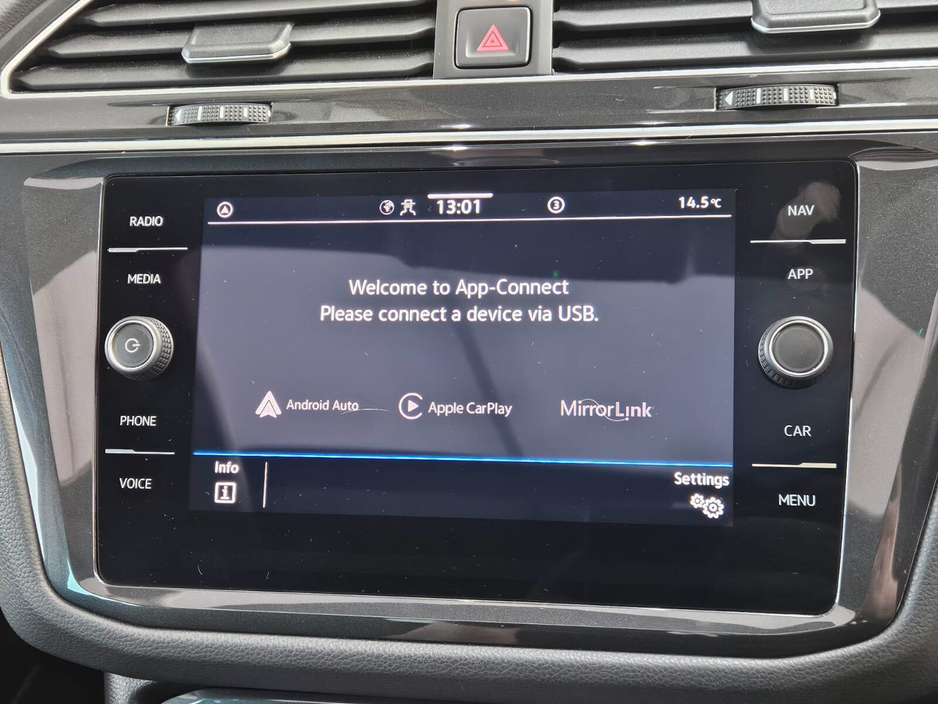 13:01
3
14.5°C
RADIO
MEDIA
PHONE
VOICE
Welcome to App-Connect
Please connect a device via USB.
Android Auto
Apple CarPlay
MirrorLink
Info
i
Settings
NAV
APP
CAR
MENU